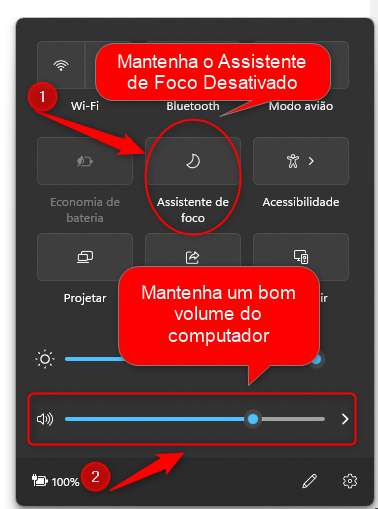 Mantenha o Assistente
de Foco Desativado
1
Wi-Fi
Bluetooth
Modo avião
Economia de
bateria
Assistente de
foco
Acessibilidade
Projetar
ir
Mantenha um bom
volume do
computador
100%
2